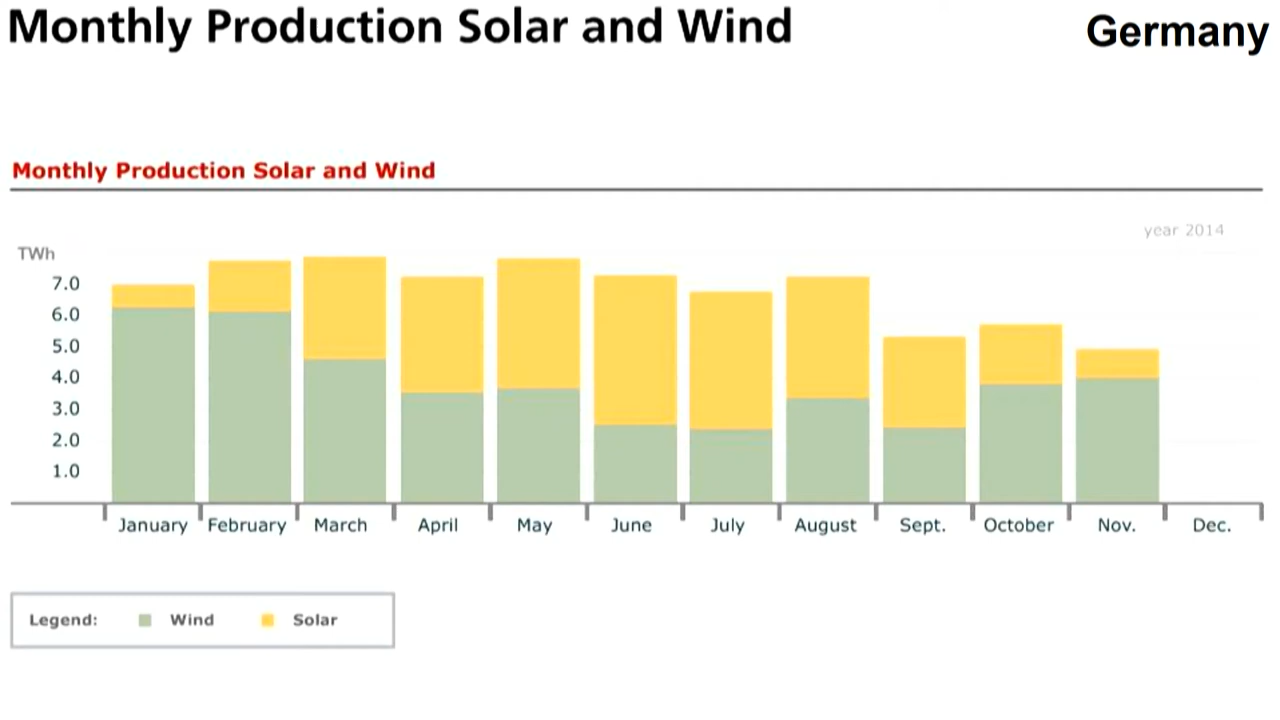 Monthly Production Solar and Wind
Germany
Monthly Production Solar and Wind
year 2014
TWh
7.0
6.0
5.0
4.0
3.0
2.0
1.0
January February March April May June July August Sept. October Nov. Dec.
Legend: Wind Solar